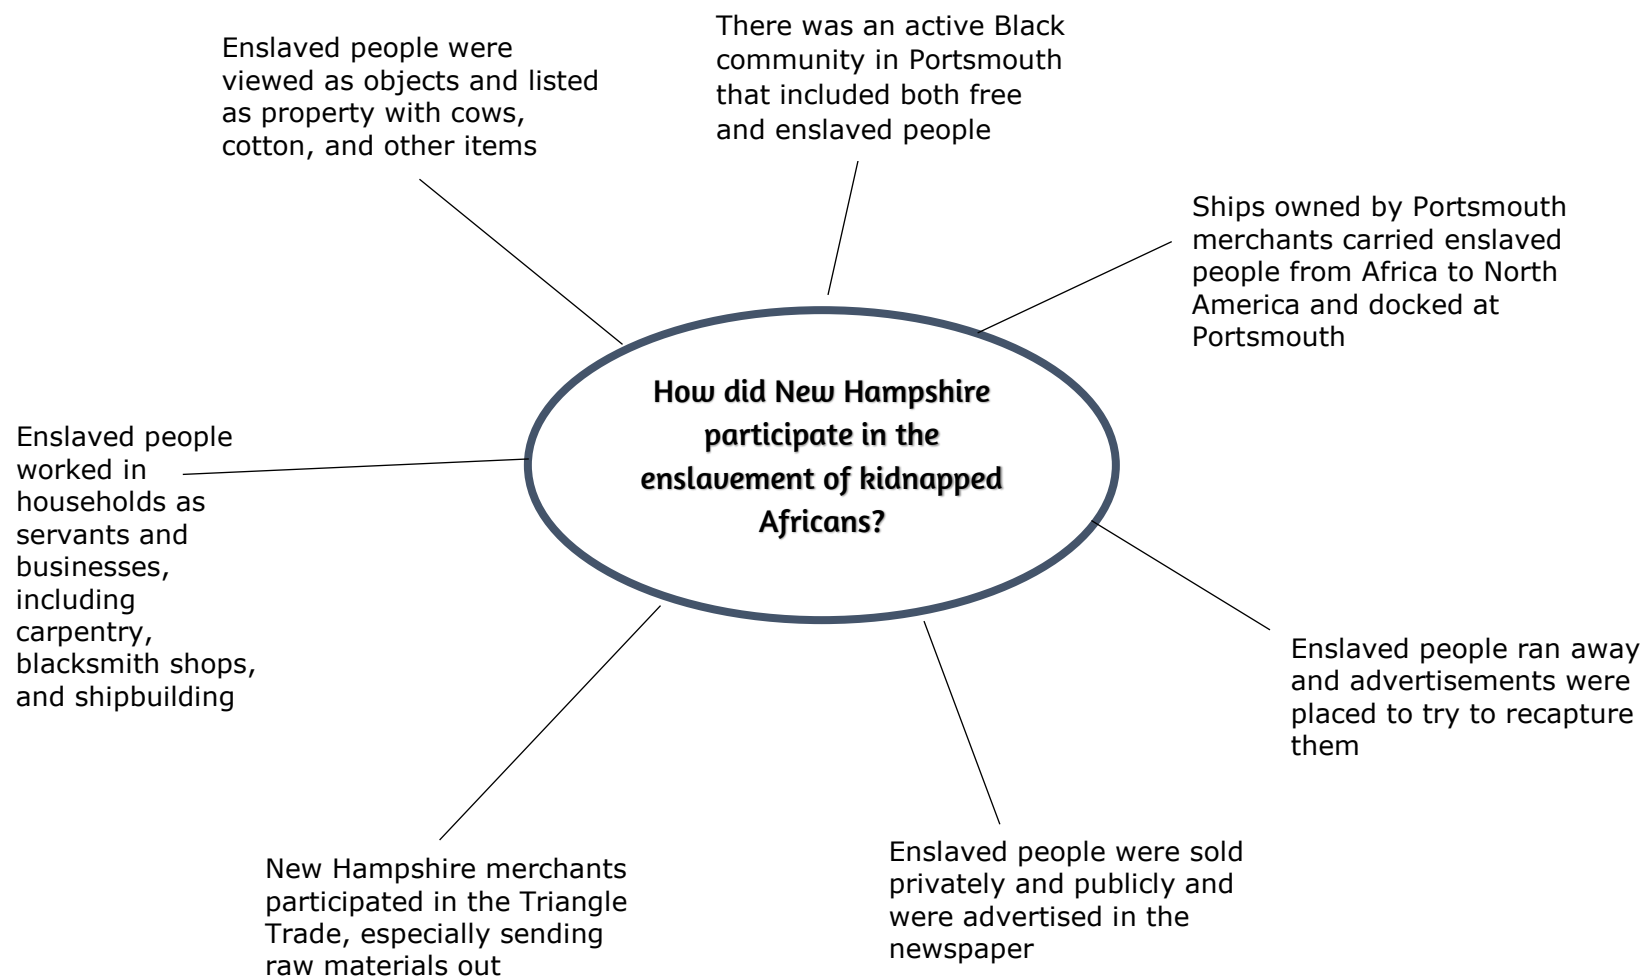 Enslaved people were
viewed as objects and listed
as property with cows,
cotton, and other items
There was an active Black
community in Portsmouth
that included both free
and enslaved people
Ships owned by Portsmouth
merchants carried enslaved
people from Africa to North
America and docked at
Portsmouth
How did New Hampshire
participate in the
enslavement of kidnapped
Africans?
Enslaved people
worked in
households as
servants and
businesses,
including
carpentry,
blacksmith shops,
and shipbuilding
Enslaved people ran away
and advertisements were
placed to try to recapture
them
New Hampshire merchants
participated in the Triangle
Trade, especially sending
raw materials out
Enslaved people were sold
privately and publicly and
were advertised in the
newspaper